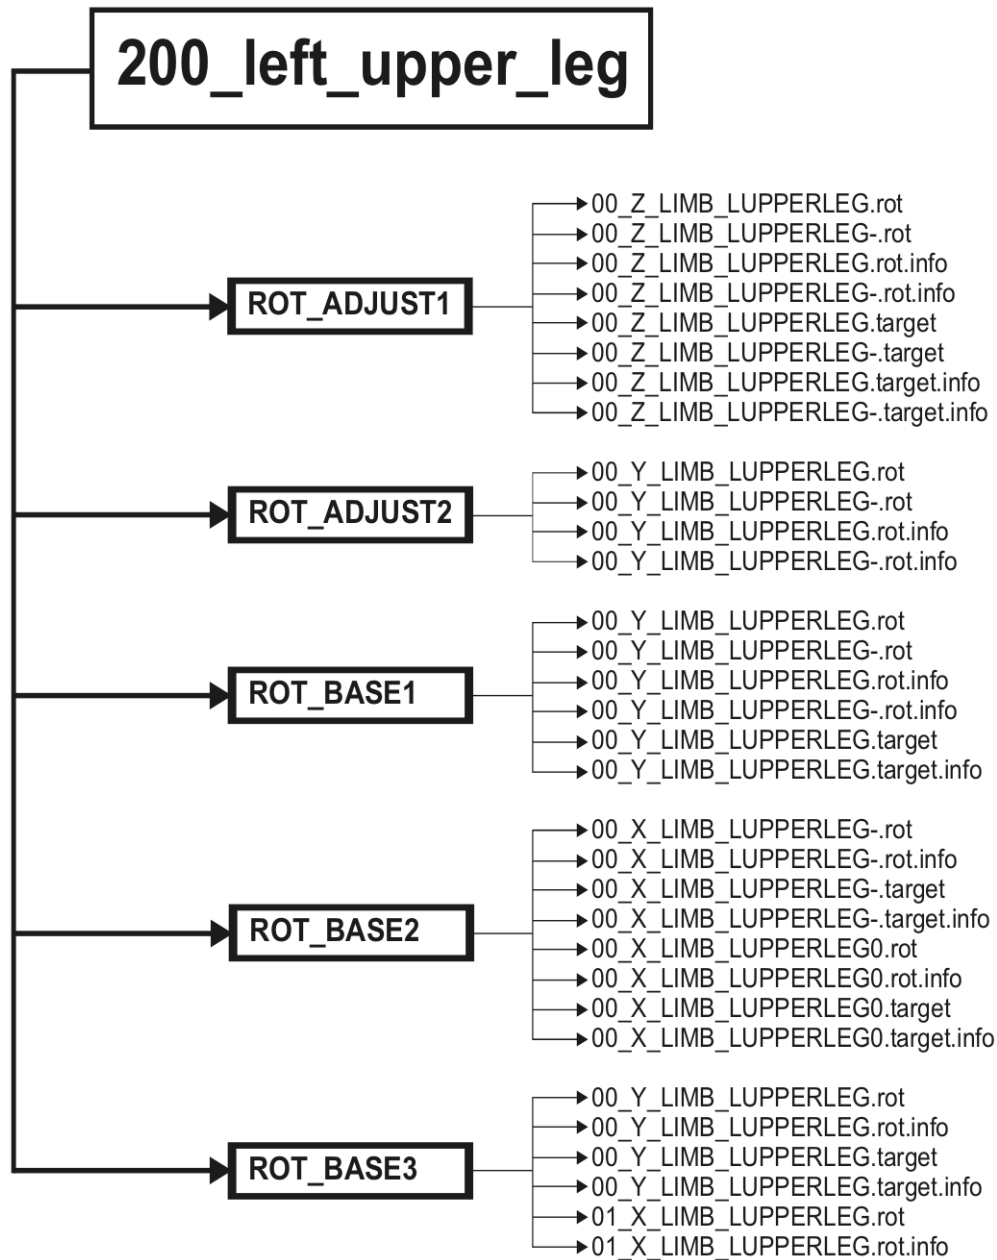 200_left_upper_leg
ROT_ADJUST1
00_Z_LIMB_LUPPERLEG.rot
00_Z_LIMB_LUPPERLEG-.rot
00_Z_LIMB_LUPPERLEG.rot.info
00_Z_LIMB_LUPPERLEG-.rot.info
00_Z_LIMB_LUPPERLEG.target
00_Z_LIMB_LUPPERLEG-.target
00_Z_LIMB_LUPPERLEG.target.info
00_Z_LIMB_LUPPERLEG-.target.info
ROT_ADJUST2
00_Y_LIMB_LUPPERLEG.rot
00_Y_LIMB_LUPPERLEG-.rot
00_Y_LIMB_LUPPERLEG.rot.info
00_Y_LIMB_LUPPERLEG-.rot.info
ROT_BASE1
00_Y_LIMB_LUPPERLEG.rot
00_Y_LIMB_LUPPERLEG-.rot
00_Y_LIMB_LUPPERLEG.rot.info
00_Y_LIMB_LUPPERLEG-.rot.info
00_Y_LIMB_LUPPERLEG.target
00_Y_LIMB_LUPPERLEG.target.info
ROT_BASE2
00_X_LIMB_LUPPERLEG-.rot
00_X_LIMB_LUPPERLEG-.rot.info
00_X_LIMB_LUPPERLEG-.target
00_X_LIMB_LUPPERLEG-.target.info
00_X_LIMB_LUPPERLEG0.rot
00_X_LIMB_LUPPERLEG0.rot.info
00_X_LIMB_LUPPERLEG0.target
00_X_LIMB_LUPPERLEG0.target.info
ROT_BASE3
00_Y_LIMB_LUPPERLEG.rot
00_Y_LIMB_LUPPERLEG.rot.info
00_Y_LIMB_LUPPERLEG.target
00_Y_LIMB_LUPPERLEG.target.info
01_X_LIMB_LUPPERLEG.rot
01_X_LIMB_LUPPERLEG.rot.info